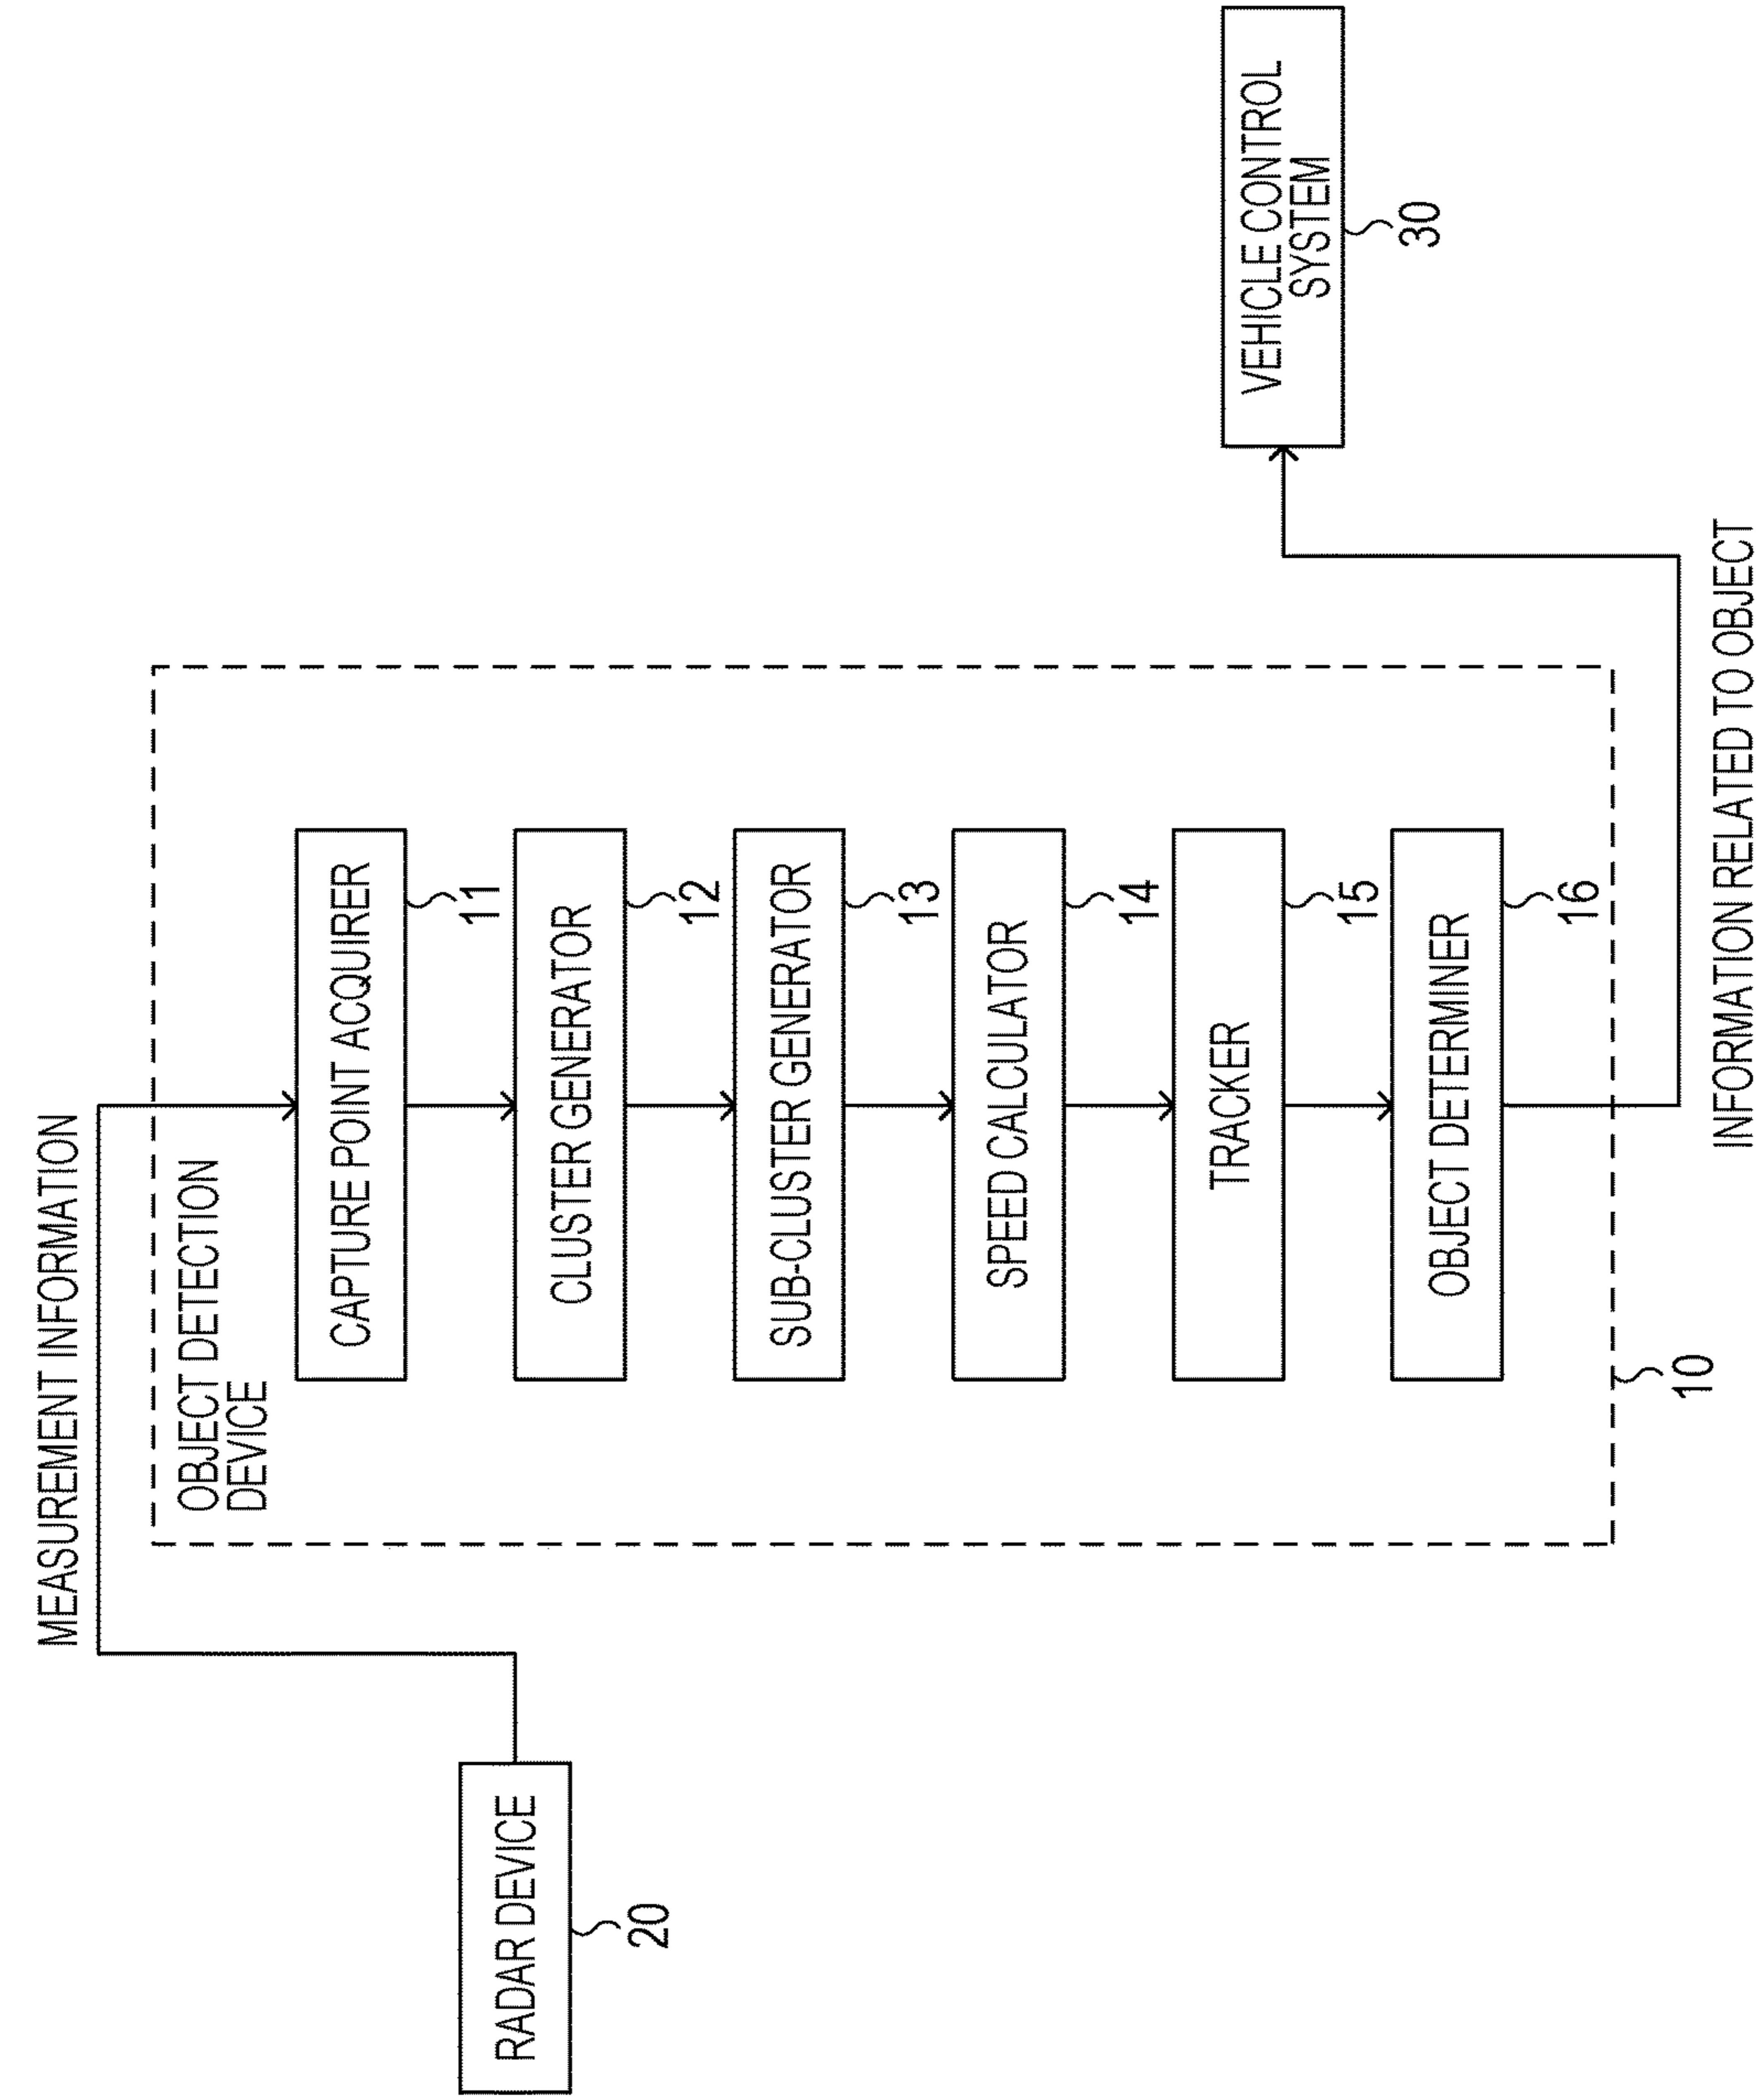 MEASUREMENT INFORMATION
OBJECT DETECTION
DEVICE
CAPTURE POINT ACQUIRER
11
CLUSTER GENERATOR
12
SUB-CLUSTER GENERATOR
13
SPEED CALCULATOR
14
TRACKER
15
OBJECT DETERMINER
16
10
RADAR DEVICE
20
VEHICLE CONTROL
SYSTEM
30
INFORMATION RELATED TO OBJECT